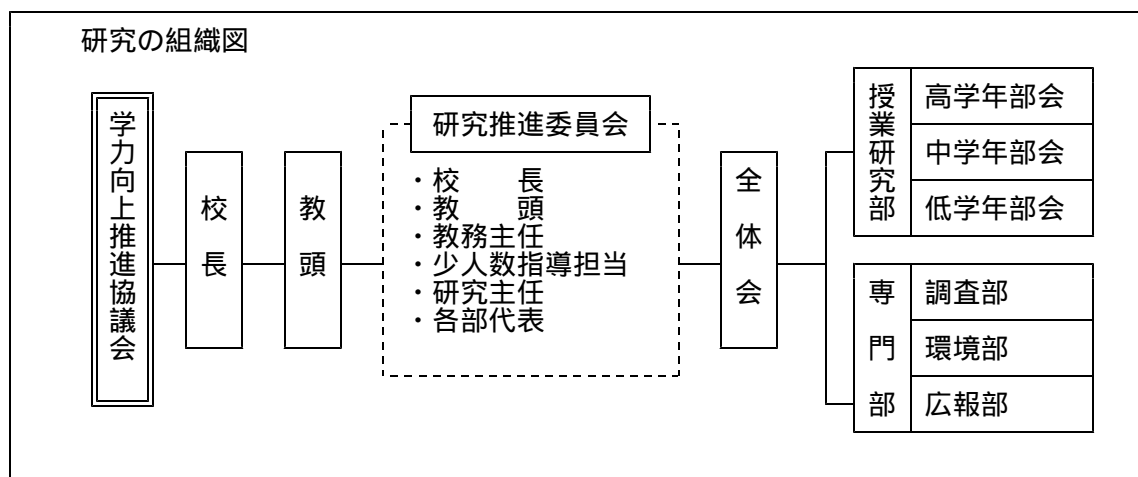 研究の組織図
学力向上推進協議会
校長
教頭
研究推進委員会
・校　　長
・教　　頭
・教務主任
・少人数指導担当
・研究主任
・各部代表
全体会
授業研究部
高学年部会
中学年部会
低学年部会
専門部
調査部
環境部
広報部